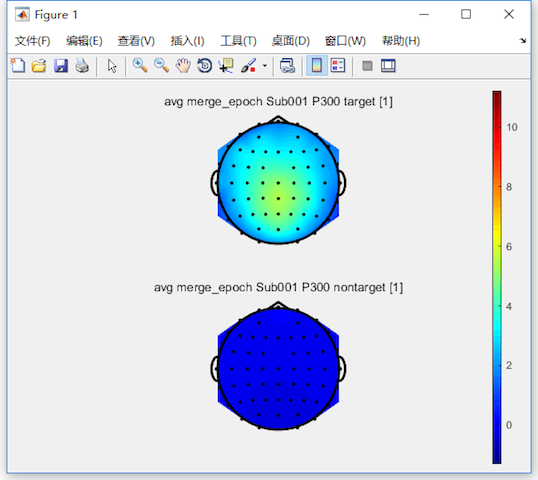 Figure 1
文件(F) 编辑(E) 查看(V) 插入(I) 工具(T) 桌面(D) 窗口(W) 帮助(H)
avg merge_epoch Sub001 P300 target [1]
10
8
6
4
2
0
avg merge_epoch Sub001 P300 nontarget [1]